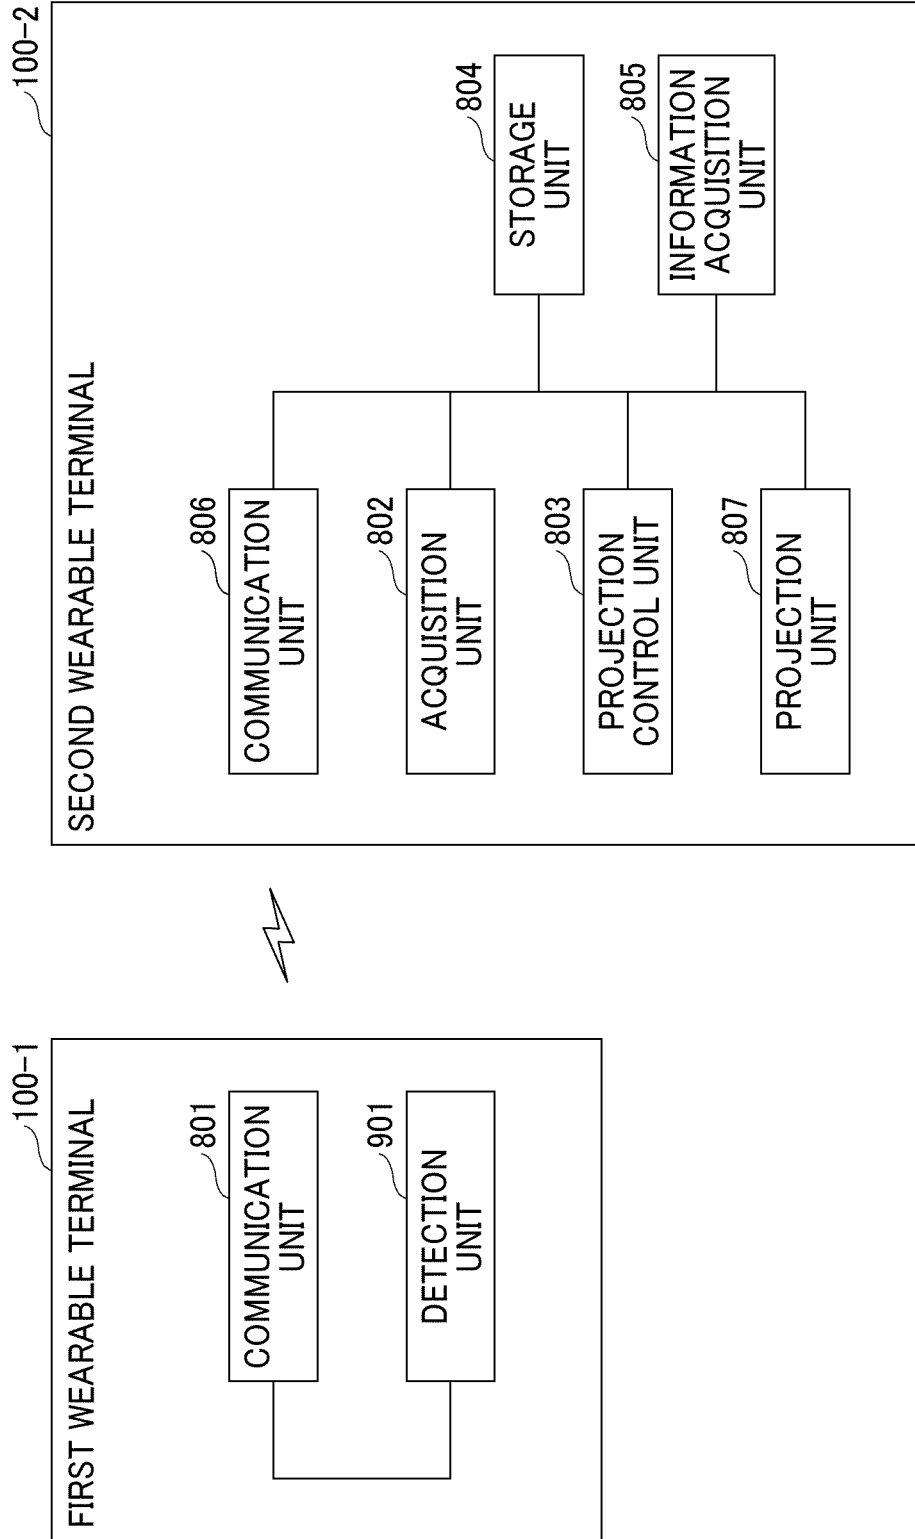 100-1
FIRST WEARABLE TERMINAL
801
COMMUNICATION
UNIT
901
DETECTION
UNIT
100-2
SECOND WEARABLE TERMINAL
806
COMMUNICATION
UNIT
802
ACQUISITION
UNIT
803
PROJECTION
CONTROL UNIT
807
PROJECTION
UNIT
804
STORAGE
UNIT
805
INFORMATION
ACQUISITION
UNIT